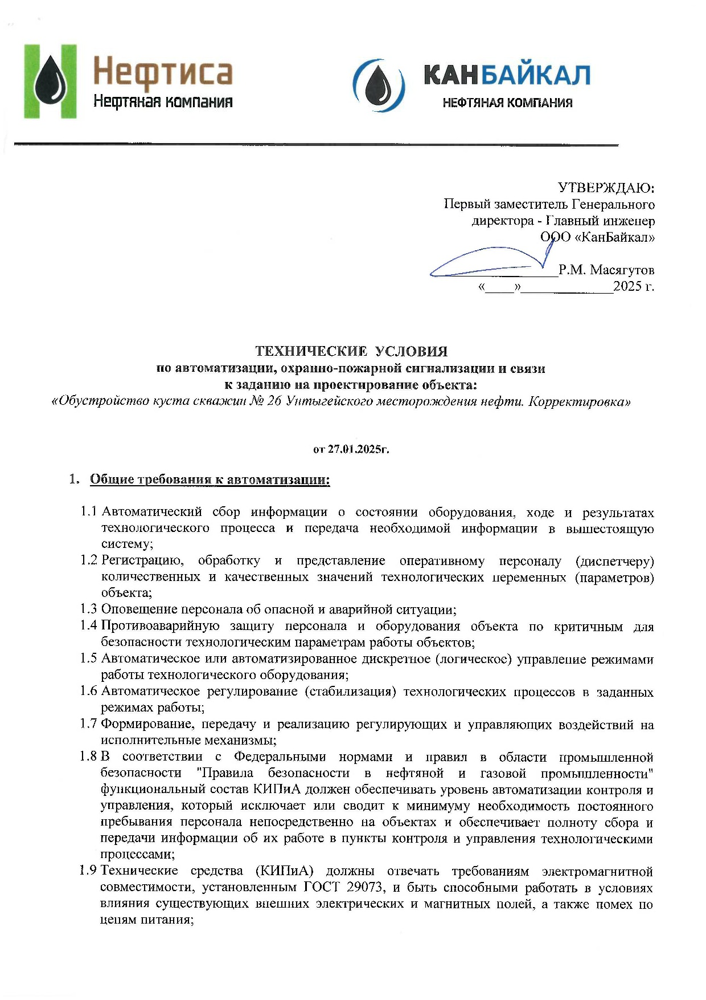 Нефтиса
Нефтяная компания
КАНБАЙКАЛ
НЕФТЯНАЯ КОМПАНИЯ
УТВЕРЖДАЮ:
Первый заместитель Генерального
директора - Главный инженер
ООО «КанБайкал»
__________________Р.М. Масягутов
«____»_____________2025 г.
ТЕХНИЧЕСКИЕ УСЛОВИЯ
по автоматизации, охранно-пожарной сигнализации и связи
к заданию на проектирование объекта:
«Обустройство куста скважин № 26 Унтыгейского месторождения нефти. Корректировка»
от 27.01.2025г.
1. Общие требования к автоматизации:
1.1 Автоматический сбор информации о состоянии оборудования, ходе и результатах
технологического процесса и передача необходимой информации в вышестоящую
систему;
1.2 Регистрацию, обработку и представление оперативному персоналу (диспетчеру)
количественных и качественных значений технологических переменных (параметров)
объекта;
1.3 Оповещение персонала об опасной и аварийной ситуации;
1.4 Противоаварийную защиту персонала и оборудования объекта по критичным для
безопасности технологическим параметрам работы объектов;
1.5 Автоматическое или автоматизированное дискретное (логическое) управление режимами
работы технологического оборудования;
1.6 Автоматическое регулирование (стабилизация) технологических процессов в заданных
режимах работы;
1.7 Формирование, передачу и реализацию регулирующих и управляющих воздействий на
исполнительные механизмы;
1.8 В соответствии с Федеральными нормами и правил в области промышленной
безопасности "Правила безопасности в нефтяной и газовой промышленности"
функциональный состав КИПиА должен обеспечивать уровень автоматизации контроля и
управления, который исключает или сводит к минимуму необходимость постоянного
пребывания персонала непосредственно на объектах и обеспечивает полноту сбора и
передачи информации об их работе в пункты контроля и управления технологическими
процессами;
1.9 Технические средства (КИПиА) должны отвечать требованиям электромагнитной
совместимости, установленным ГОСТ 29073, и быть способными работать в условиях
влияния существующих внешних электрических и магнитных полей, а также помех по
цепям питания;